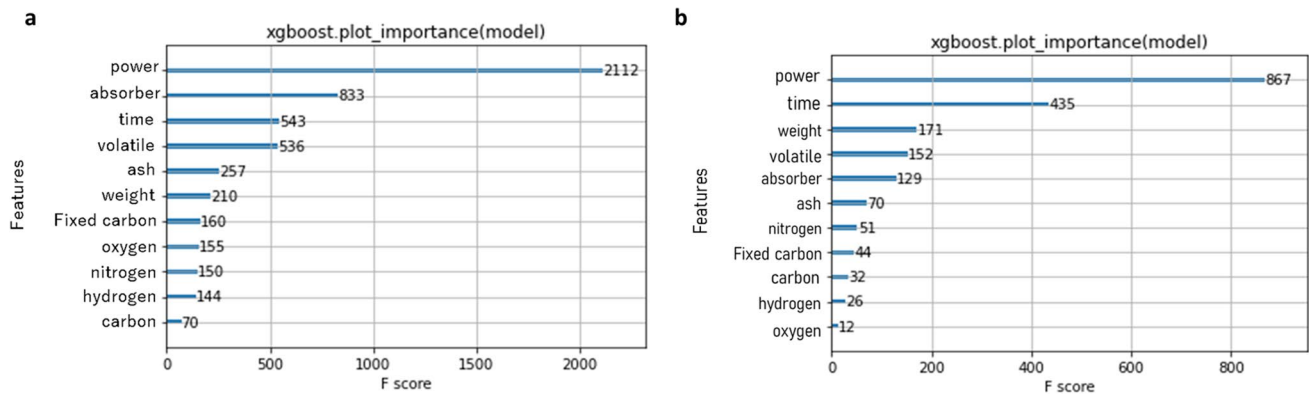 a
xgboost.plot_importance(model)
Features
power 2112
absorber 833
time 543
volatile 536
ash 257
weight 210
Fixed carbon 160
oxygen 155
nitrogen 150
hydrogen 144
carbon 70
0 500 1000 1500 2000
F score
b
xgboost.plot_importance(model)
Features
power 867
time 435
weight 171
volatile 152
absorber 129
ash 70
nitrogen 51
Fixed carbon 44
carbon 32
hydrogen 26
oxygen 12
0 200 400 600 800
F score